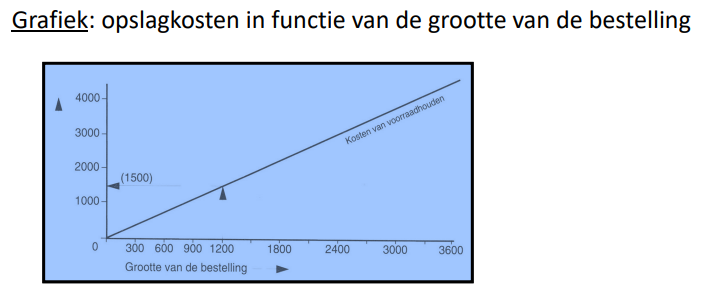 Grafiek: opslagkosten in functie van de grootte van de bestelling
4000
3000
2000
(1500)
1000
Kosten van voorraadhouden
0 300 600 900 1200 1800 2400 3000 3600
Grootte van de bestelling